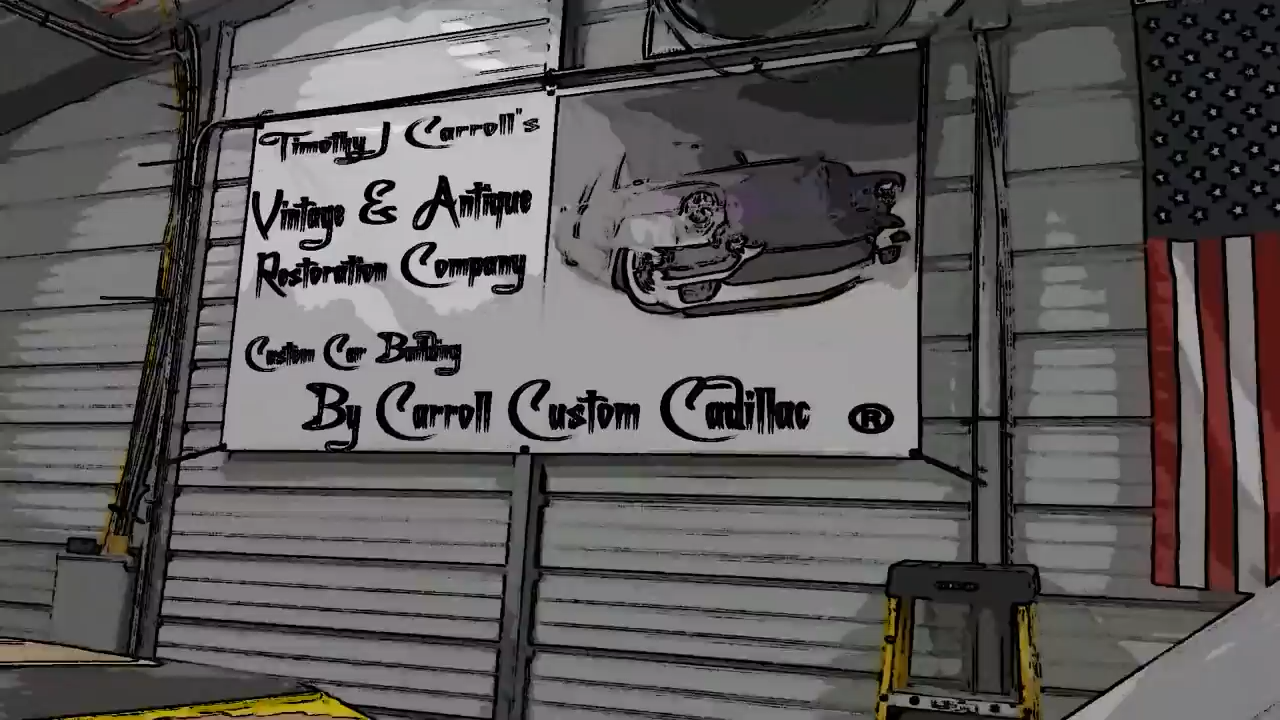 Timothy J Carroll's
Vintage & Antique
Restoration Company
Custom Car Building
By Carroll Custom Cadillac ®